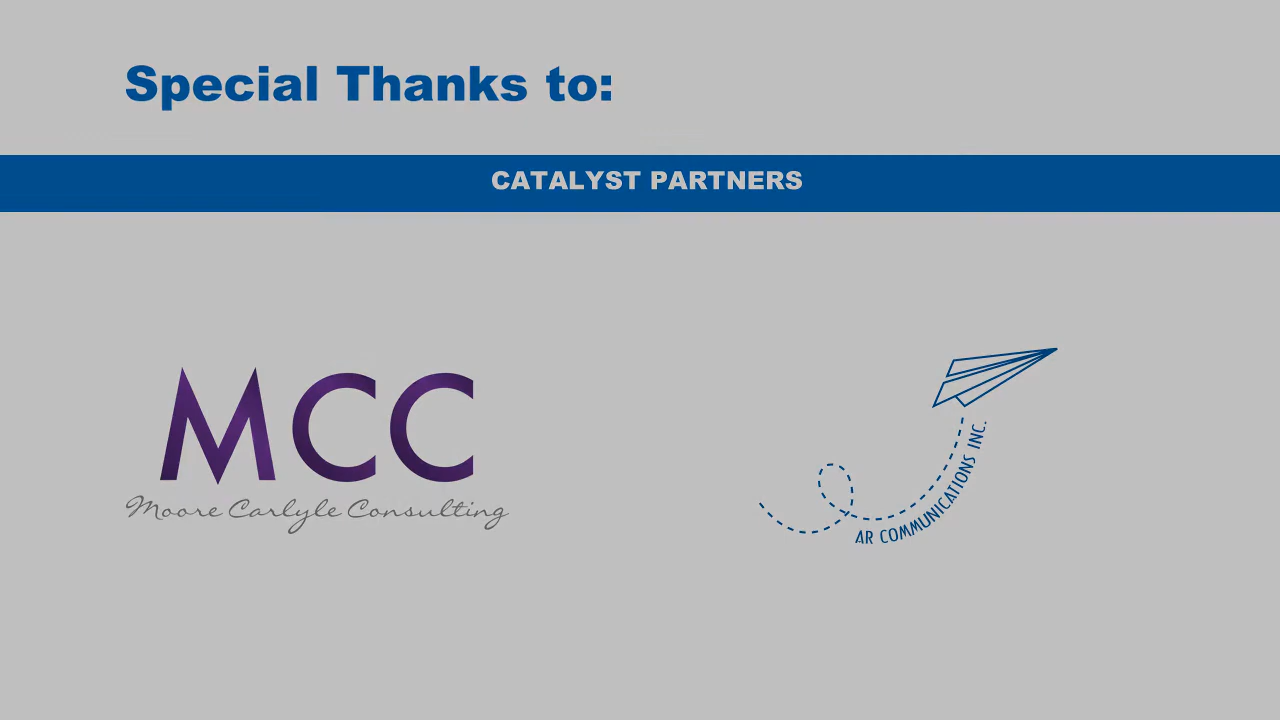 Special Thanks to:
CATALYST PARTNERS
MCC
Moore Carlyle Consulting
AR COMMUNICATIONS INC.